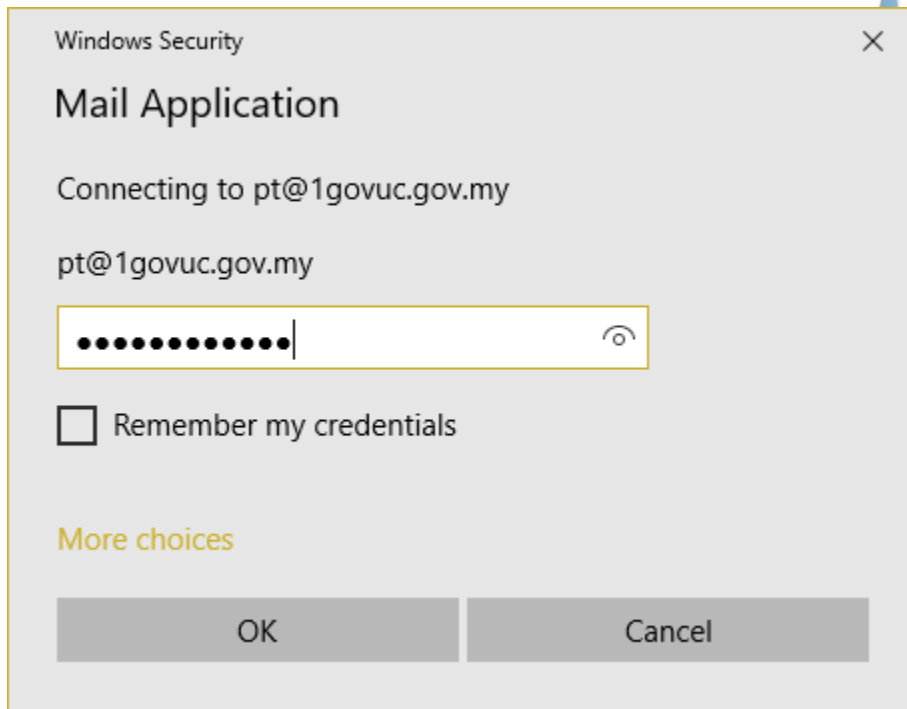 Windows Security
Mail Application
Connecting to pt@1govuc.gov.my
pt@1govuc.gov.my
••••••••••••
Remember my credentials
More choices
OK
Cancel